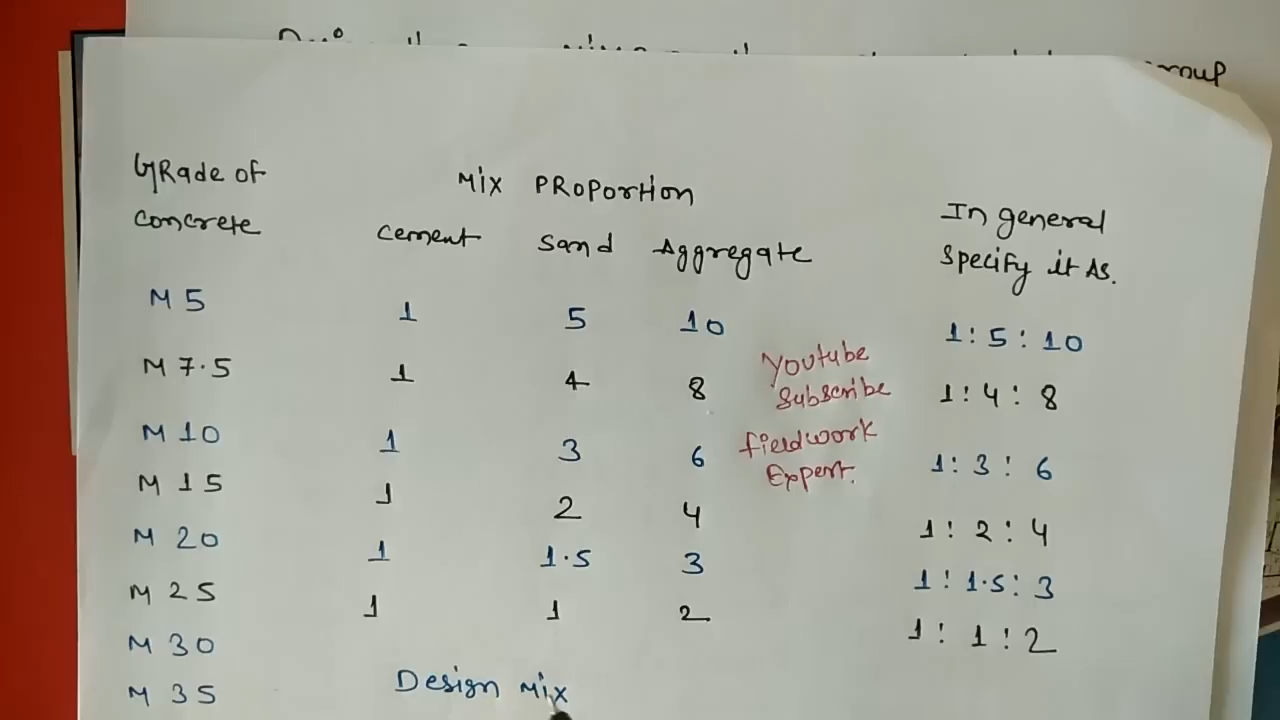 roup
Grade of Concrete
Mix Proportion
Cement Sand Aggregate
In general
Specify it As.
M 5 1 5 10 1:5:10
M 7.5 1 4 8 1:4:8
Youtube
Subscribe
M 10 1 3 6 1:3:6
fieldwork
Expert.
M 15 1 2 4 1:2:4
M 20 1 1.5 3 1:1.5:3
M 25 1 1 2 1:1:2
M 30
M 35 Design Mix